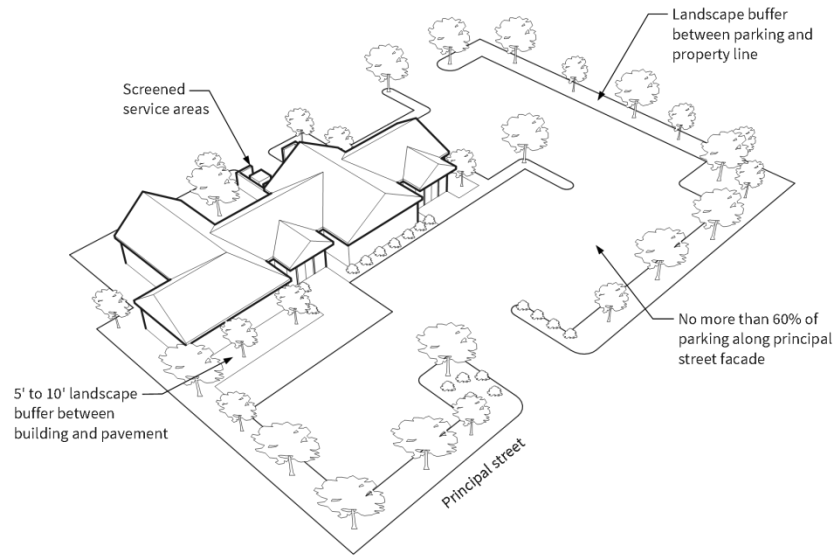 Landscape buffer
between parking and
property line
Screened
service areas
No more than 60% of
parking along principal
street facade
5' to 10' landscape
buffer between
building and pavement
Principal street